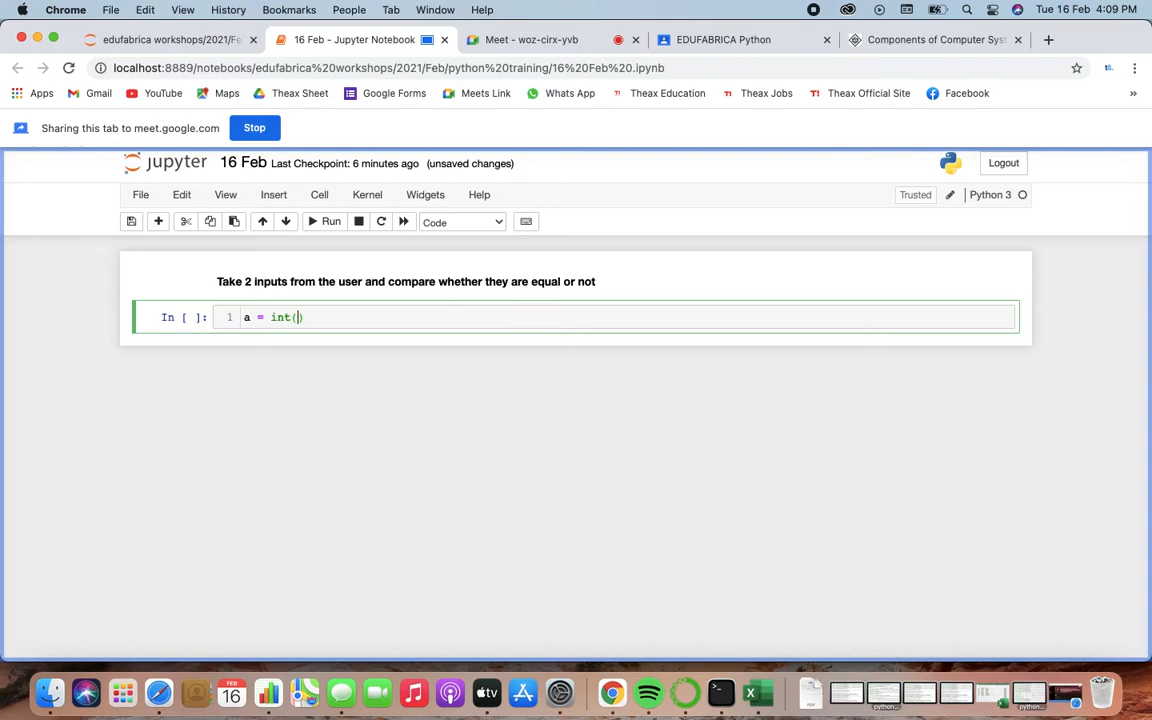 Chrome File Edit View History Bookmarks People Tab Window Help Tue 16 Feb 4:09 PM
edufabrica workshops/2021/Fe
16 Feb - Jupyter Notebook
Meet - woz-cirx-yvb
EDUFABRICA Python
Components of Computer Syst
localhost:8889/notebooks/edufabrica%20workshops/2021/Feb/python%20training/16%20Feb%20.ipynb
Apps Gmail YouTube Maps Theax Sheet Google Forms Meets Link Whats App Theax Education Theax Jobs Theax Official Site Facebook »
Sharing this tab to meet.google.com Stop
jupyter 16 Feb Last Checkpoint: 6 minutes ago (unsaved changes) Logout
File Edit View Insert Cell Kernel Widgets Help Trusted Python 3
Run Code
Take 2 inputs from the user and compare whether they are equal or not
In [ ]: 1 a = int()
FEB
16
tv
X
PDF
python...
python...